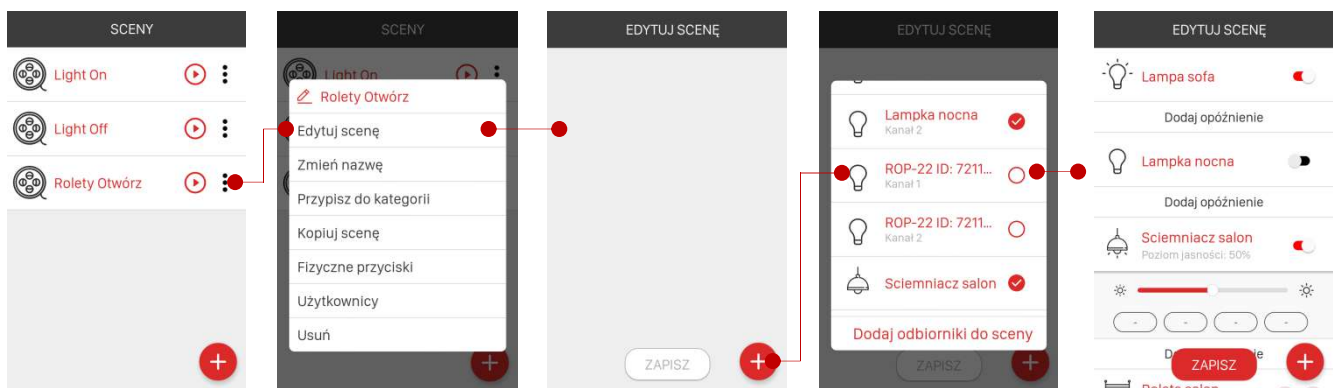 SCENY
Light On
Light Off
Rolety Otwórz
SCENY
Light On
Rolety Otwórz
Edytuj scenę
Zmień nazwę
Przypisz do kategorii
Kopiuj scenę
Fizyczne przyciski
Użytkownicy
Usuń
EDYTUJ SCENĘ
ZAPISZ
EDYTUJ SCENĘ
Lampka nocna
Kanał 2
ROP-22 ID: 7211...
Kanał 1
ROP-22 ID: 7211...
Kanał 2
Sciemniacz salon
Dodaj odbiorniki do sceny
ZAPISZ
EDYTUJ SCENĘ
Lampa sofa
Dodaj opóźnienie
Lampka nocna
Dodaj opóźnienie
Sciemniacz salon
Poziom jasności: 50%
ZAPISZ